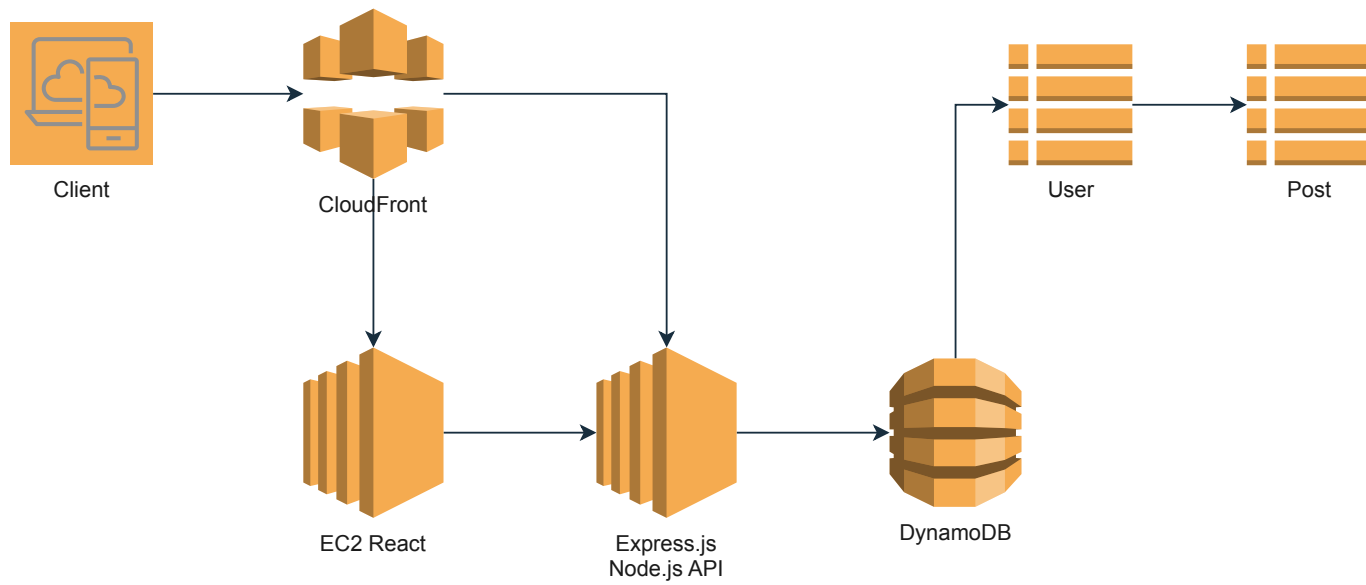 Client
CloudFront
User
Post
EC2 React
Express.js
Node.js API
DynamoDB